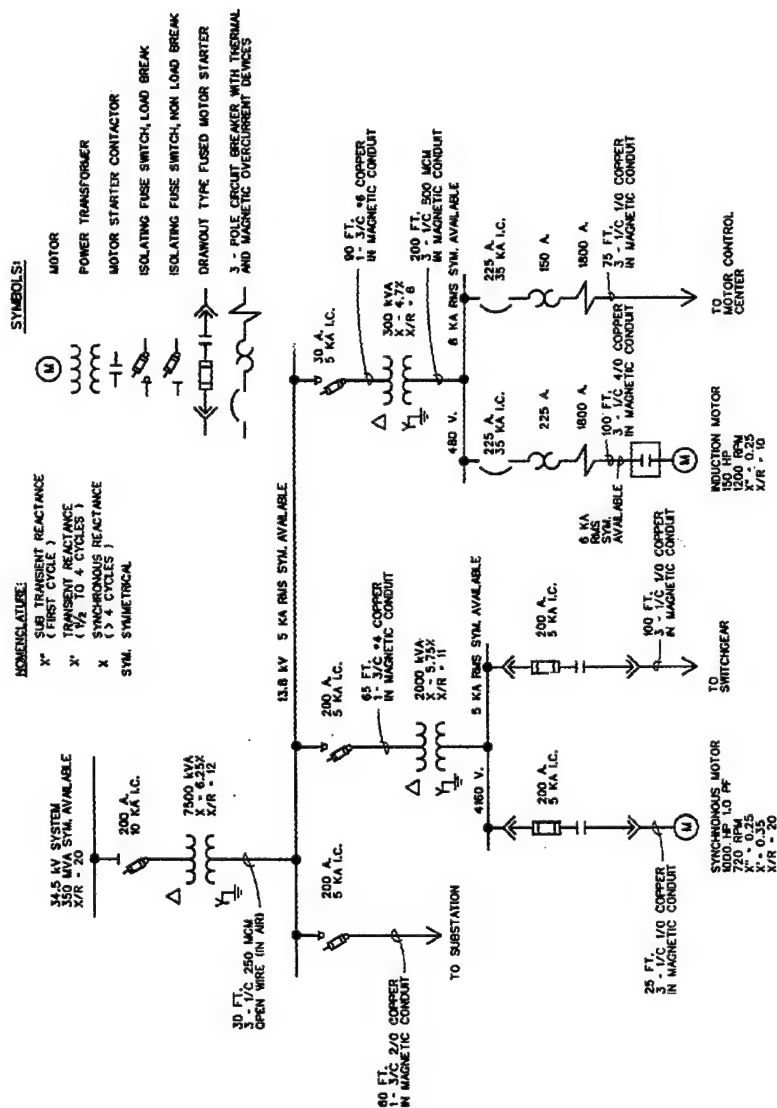 SYMBOLS:
M
MOTOR
POWER TRANSFORMER
MOTOR STARTER CONTACTOR
ISOLATING FUSE SWITCH, LOAD BREAK
ISOLATING FUSE SWITCH, NON LOAD BREAK
DRAWOUT TYPE FUSED MOTOR STARTER
3 - POLE CIRCUIT BREAKER WITH THERMAL
AND MAGNETIC OVERCURRENT DEVICES
NOMENCLATURE:
X" SUB TRANSIENT REACTANCE
( FIRST CYCLE )
X' TRANSIENT REACTANCE
( 1/2 TO 4 CYCLES )
X SYNCHRONOUS REACTANCE
( > 4 CYCLES )
SYM. SYMMETRICAL
34.5 kV SYSTEM
350 MVA SYM. AVAILABLE
X/R = 20
200 A.
10 KA I.C.
7500 kVA
X = 6.25%
X/R = 12
Y
30 FT.
3 - 1/C 250 MCM
OPEN WIRE (IN AIR)
13.8 kV 5 KA RMS SYM. AVAILABLE
200 A.
5 KA I.C.
60 FT.
1- 3/C 2/0 COPPER
IN MAGNETIC CONDUIT
TO SUBSTATION
200 A.
5 KA I.C.
65 FT.
1- 3/C #4 COPPER
IN MAGNETIC CONDUIT
2000 kVA
X - 5.75%
X/R = 11
Y
4160 V. 5 KA RMS SYM AVAILABLE
200 A.
5 KA I.C.
25 FT.
3 - 1/C 1/0 COPPER
IN MAGNETIC CONDUIT
M
SYNCHRONOUS MOTOR
1000. HP 1.0 PF
720 RPM
X" = 0.25
X' = 0.35
X/R = 20
200 A.
5 KA I.C.
100 FT.
3 - 1/C 1/0 COPPER
IN MAGNETIC CONDUIT
TO
SWITCHGEAR
30 A.
5 KA I.C.
90 FT.
1- 3/C #6 COPPER
IN MAGNETIC CONDUIT
300 kVA
X - 4.7%
X/R = 8
Y
200 FT.
3 - 1/C 500 MCM
IN MAGNETIC CONDUIT
480 V. 8 KA RMS SYM. AVAILABLE
225 A.
35 KA I.C.
225 A.
1800 A.
100 FT.
3 - 1/C 4/0 COPPER
IN MAGNETIC CONDUIT
6 KA
RMS
SYM.
AVAILABLE
M
INDUCTION MOTOR
150 HP
1200 RPM
X" = 0.25
X/R = 10
225 A.
35 KA I.C.
150 A.
1800 A.
75 FT.
3 - 1/C 1/0 COPPER
IN MAGNETIC CONDUIT
TO
MOTOR CONTROL
CENTER